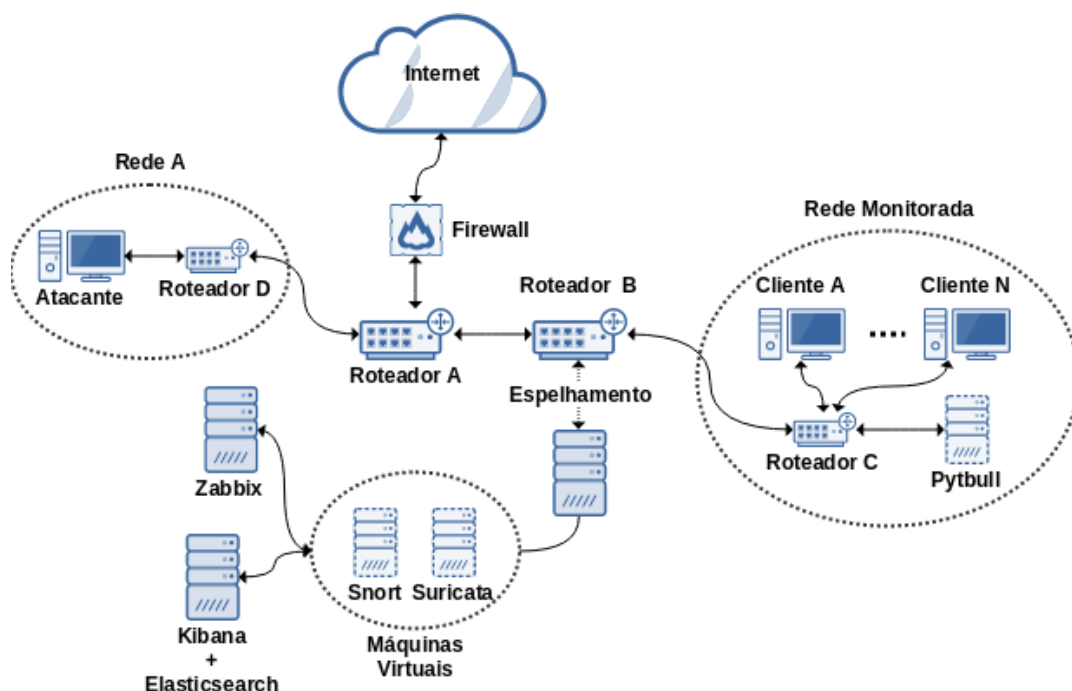 Internet
Rede A
Firewall
Rede Monitorada
Atacante
Roteador D
Roteador B
Cliente A
Cliente N
Roteador A
Espelhamento
Roteador C
Pytbull
Zabbix
Snort
Suricata
Kibana
+
Elasticsearch
Máquinas
Virtuais